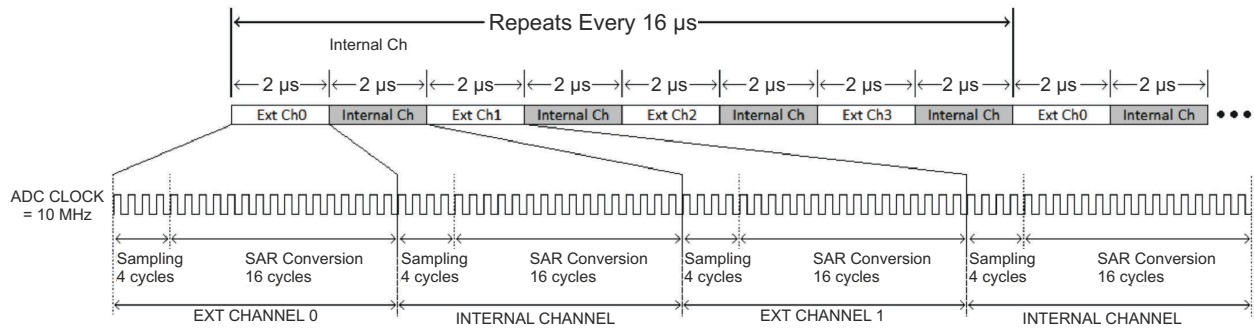 Repeats Every 16 µs
Internal Ch
2 µs 2 µs 2 µs 2 µs 2 µs 2 µs 2 µs 2 µs 2 µs 2 µs
Ext Ch0 Internal Ch Ext Ch1 Internal Ch Ext Ch2 Internal Ch Ext Ch3 Internal Ch Ext Ch0 Internal Ch
ADC CLOCK
= 10 MHz
Sampling SAR Conversion Sampling SAR Conversion Sampling SAR Conversion Sampling SAR Conversion
4 cycles 16 cycles 4 cycles 16 cycles 4 cycles 16 cycles 4 cycles 16 cycles
EXT CHANNEL 0 INTERNAL CHANNEL EXT CHANNEL 1 INTERNAL CHANNEL